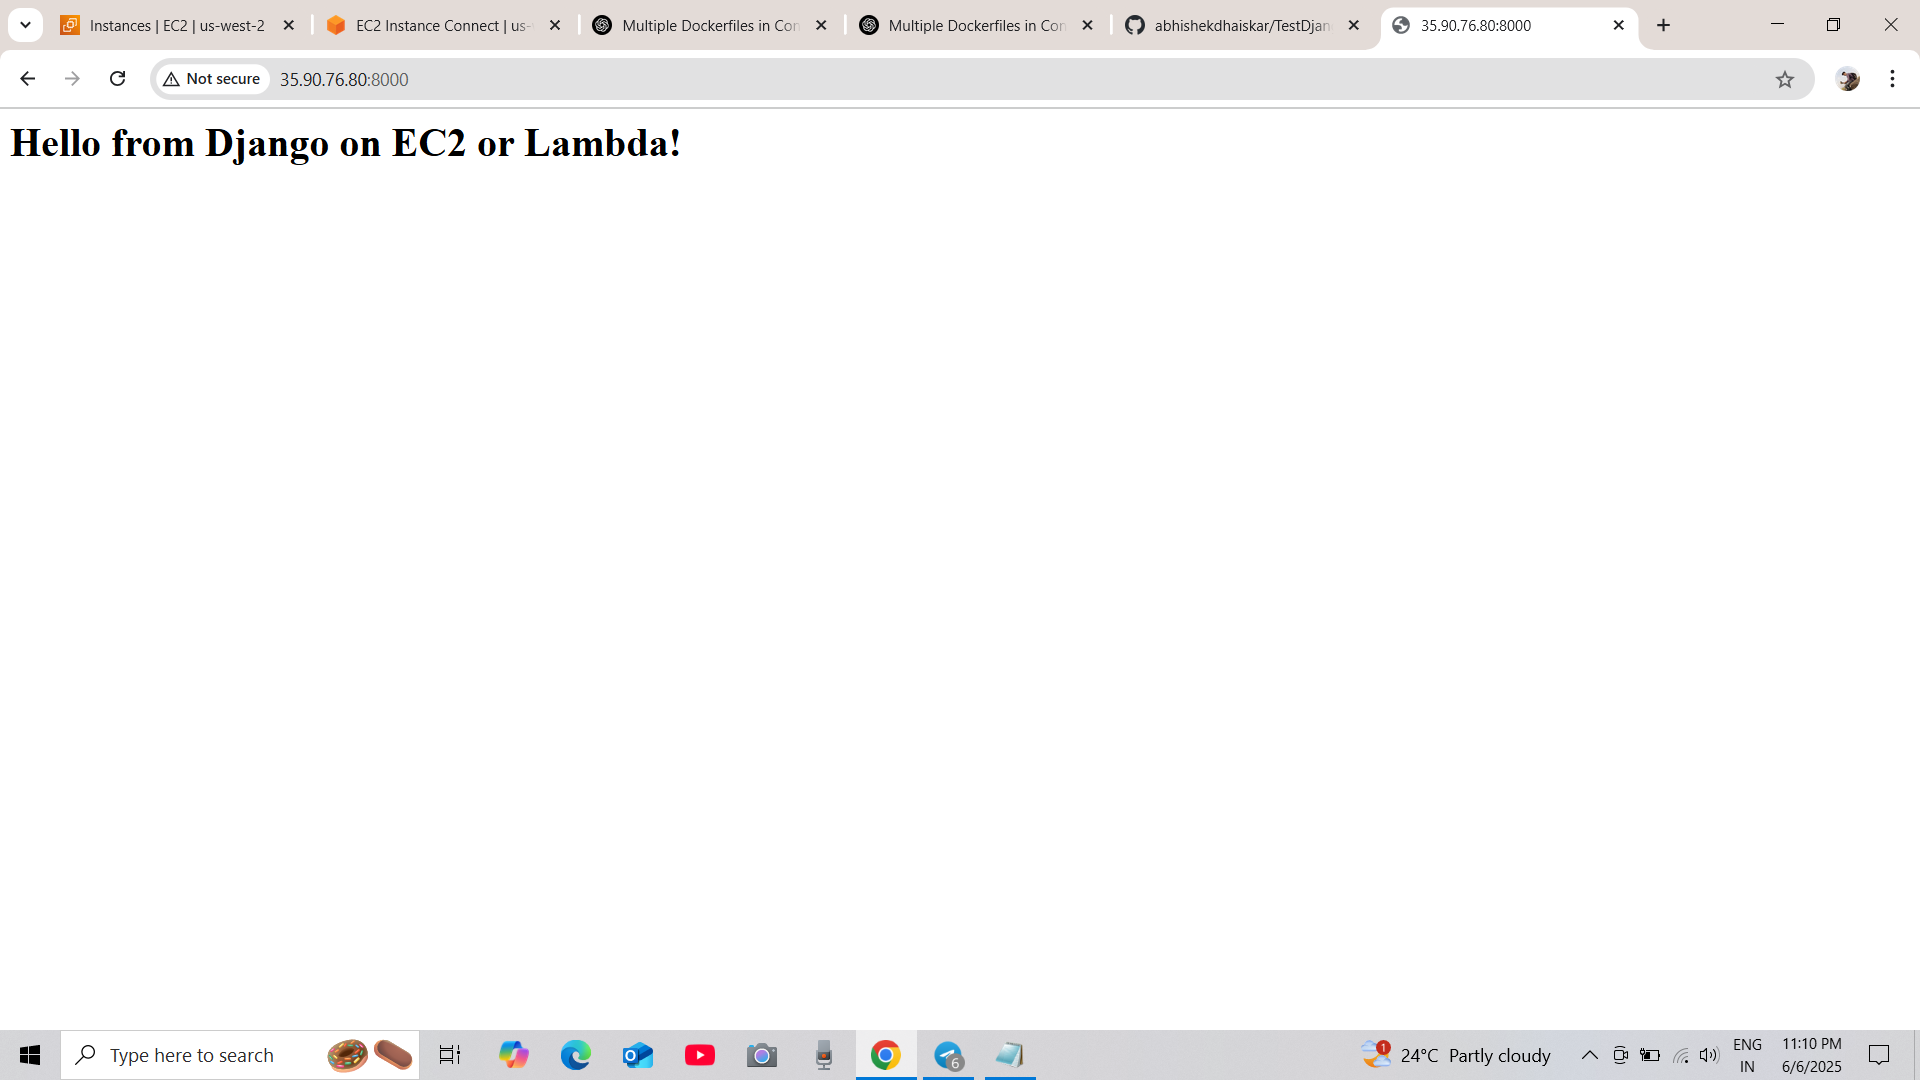 Instances | EC2 | us-west-2
EC2 Instance Connect | us-
Multiple Dockerfiles in Con
Multiple Dockerfiles in Con
abhishekdhaiskar/TestDjan
35.90.76.80:8000
Not secure
35.90.76.80:8000
Hello from Django on EC2 or Lambda!
Type here to search
6
1
24°C Partly cloudy
ENG
IN
11:10 PM
6/6/2025